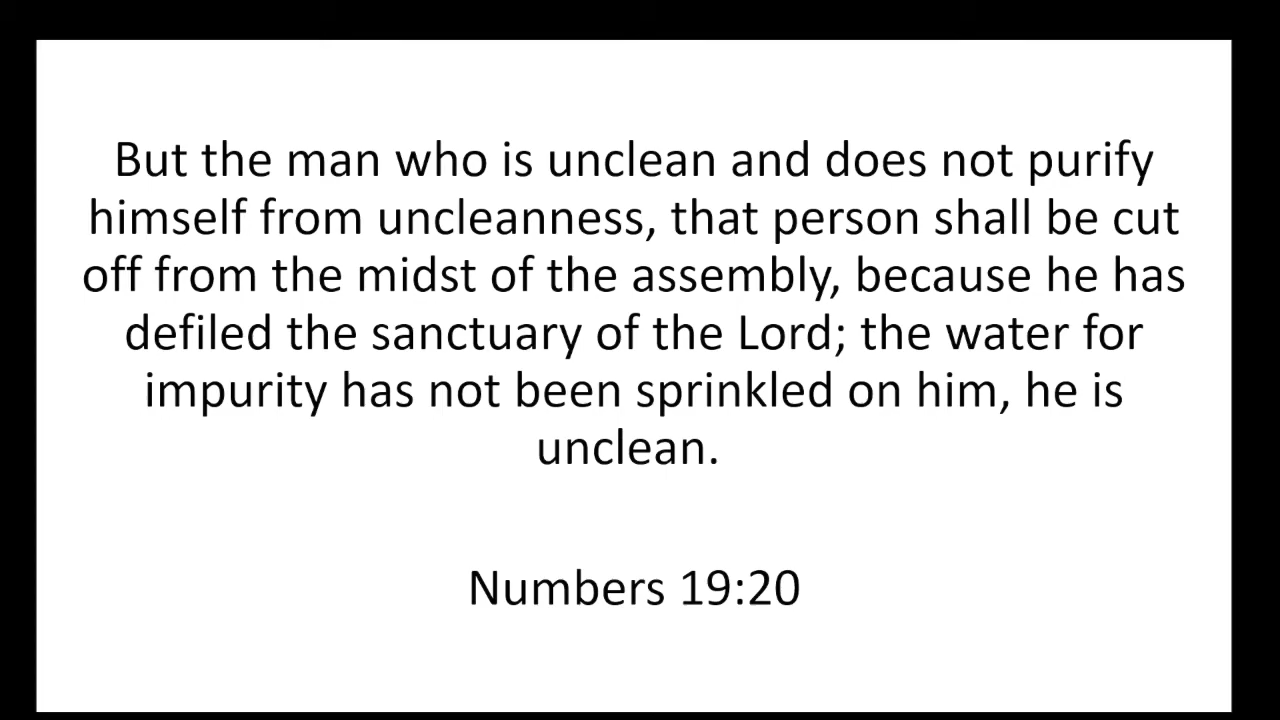 But the man who is unclean and does not purify
himself from uncleanness, that person shall be cut
off from the midst of the assembly, because he has
defiled the sanctuary of the Lord; the water for
impurity has not been sprinkled on him, he is
unclean.
Numbers 19:20